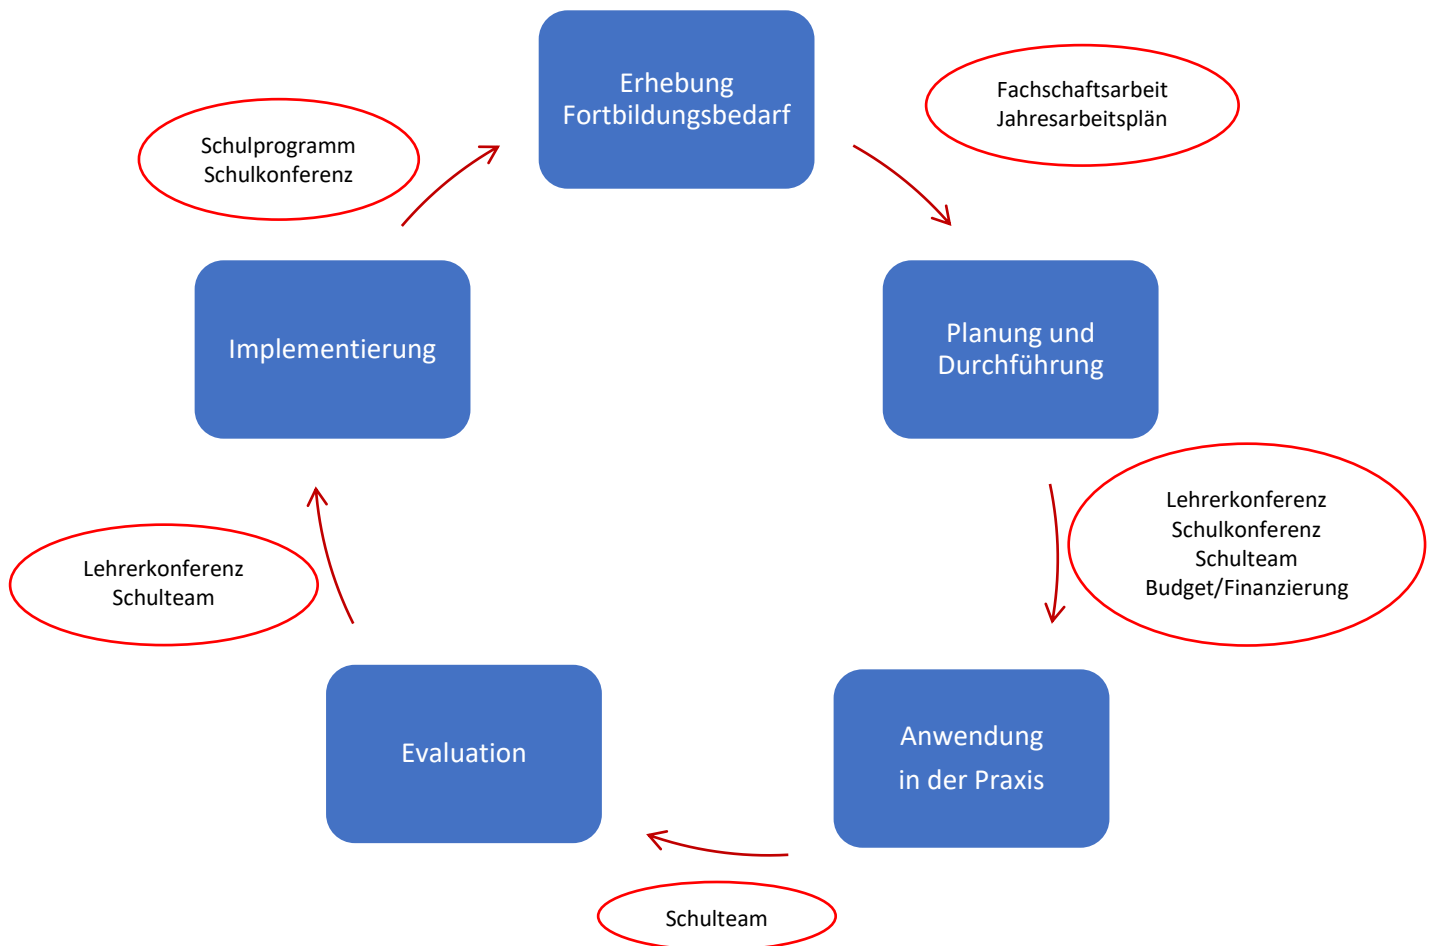 Erhebung
Fortbildungsbedarf
Fachschaftsarbeit
Jahresarbeitsplän
Planung und
Durchführung
Lehrerkonferenz
Schulkonferenz
Schulteam
Budget/Finanzierung
Anwendung
in der Praxis
Schulteam
Evaluation
Lehrerkonferenz
Schulteam
Implementierung
Schulprogramm
Schulkonferenz